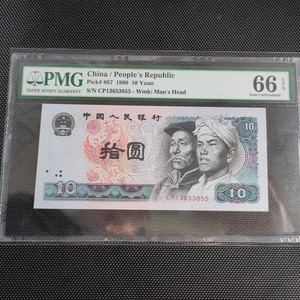 PMG
PAPER MONEY GUARANTY
China / People's Republic
Pick# 887 1980 10 Yuan
S/N CP13853855 - Wmk: Man's Head
66 EPQ
Gem Uncirculated
中国人民银行
10
拾圆
10
10
CP13853855